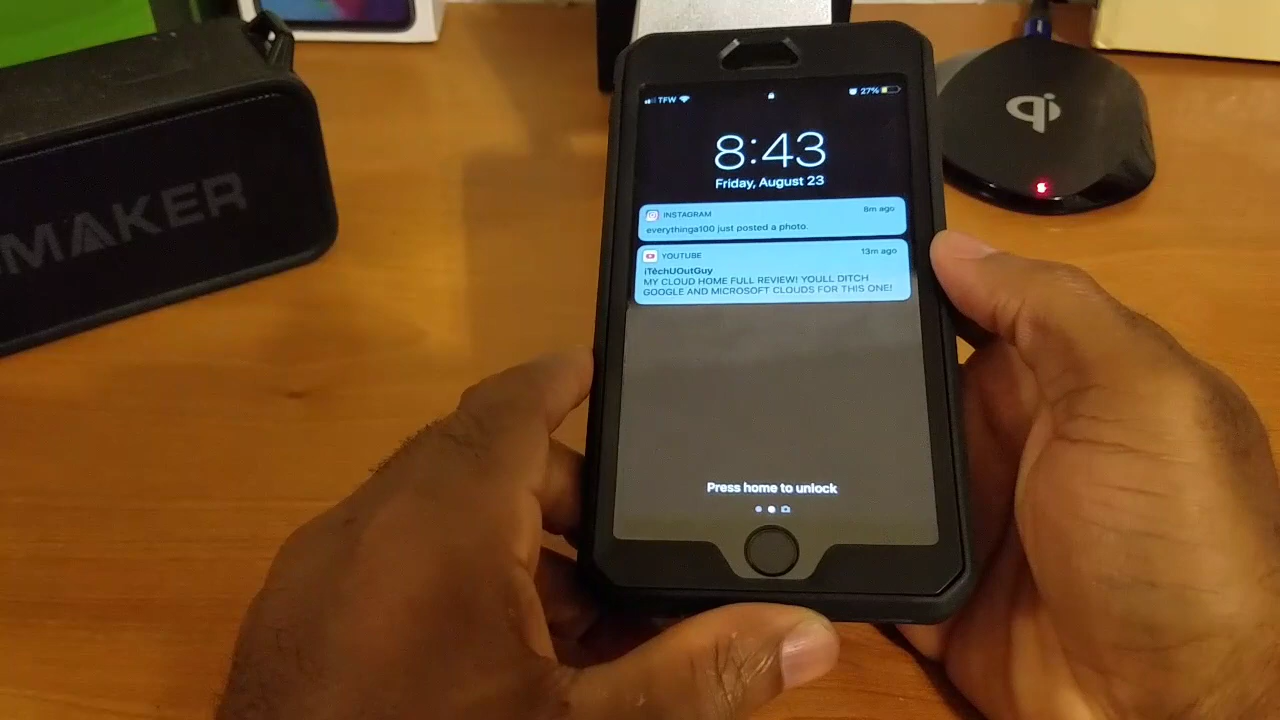 MAKER
qi
TFW
27%
8:43
Friday, August 23
INSTAGRAM
8m ago
everythinga100 just posted a photo.
YOUTUBE
13m ago
iTechUOutGuy
MY CLOUD HOME FULL REVIEW! YOULL DITCH
GOOGLE AND MICROSOFT CLOUDS FOR THIS ONE!
Press home to unlock